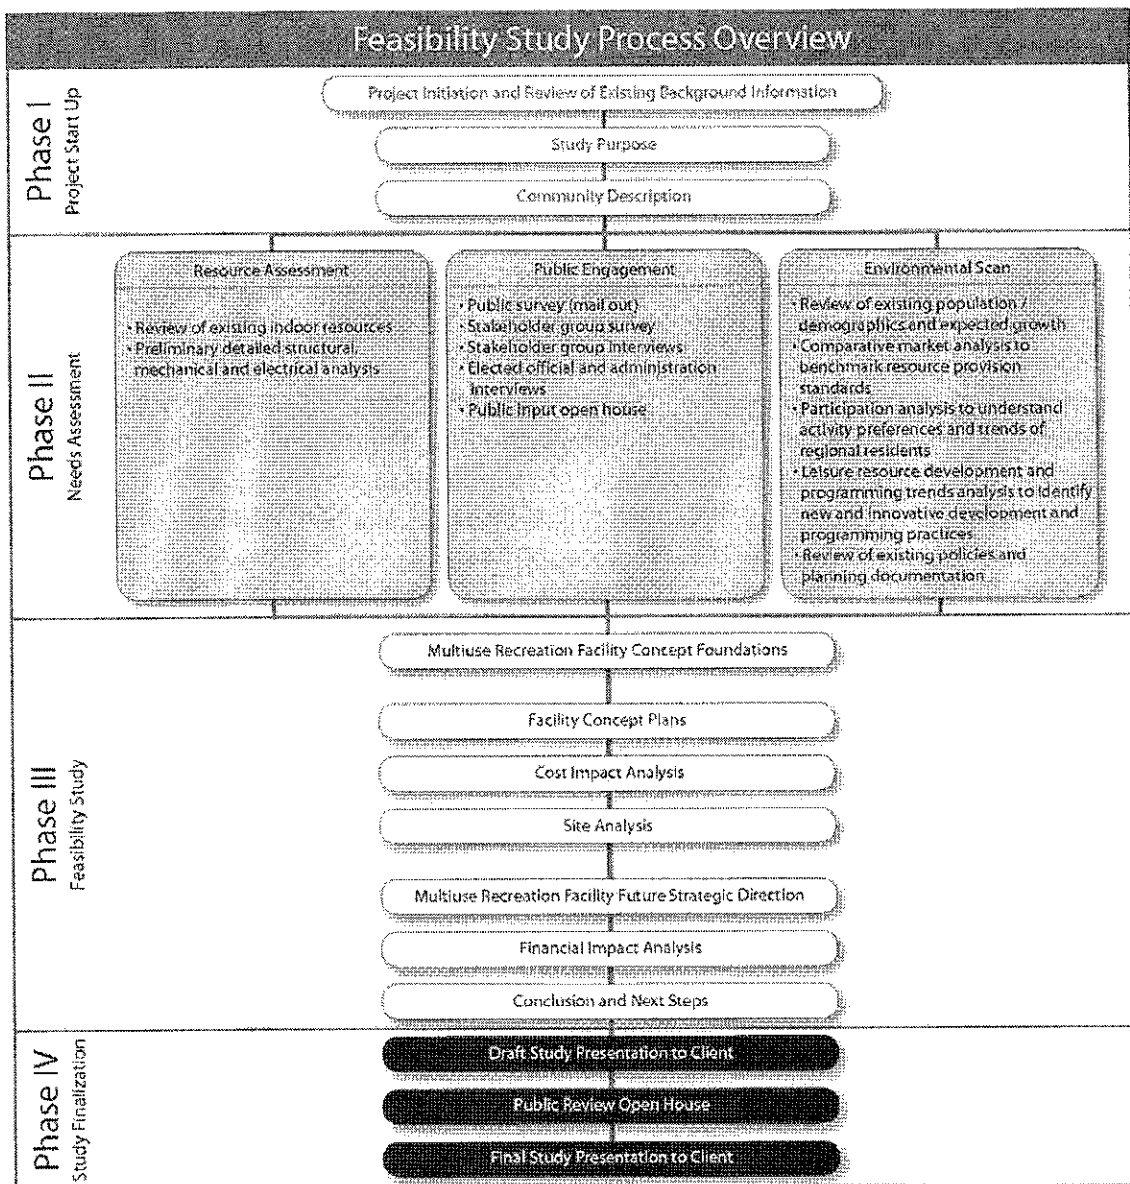 Feasibility Study Process Overview
Phase I
Project Start Up
Project Initiation and Review of Existing Background Information
Study Purpose
Community Description
Phase II
Needs Assessment
Resource Assessment
• Review of existing indoor resources
• Preliminary detailed structural,
mechanical and electrical analysis
Public Engagement
• Public survey (mail out)
• Stakeholder group survey
• Stakeholder group interviews
• Elected official and administration
interviews
• Public input open house
Environmental Scan
• Review of existing population /
demographics and expected growth
• Comparative market analysis to
benchmark resource provision
standards
• Participation analysis to understand
activity preferences and trends of
regional residents
• Leisure resource development and
programming trends analysis to identify
new and innovative development and
programming practices
• Review of existing policies and
planning documentation
Phase III
Feasibility Study
Multiuse Recreation Facility Concept Foundations
Facility Concept Plans
Cost Impact Analysis
Site Analysis
Multiuse Recreation Facility Future Strategic Direction
Financial Impact Analysis
Conclusion and Next Steps
Phase IV
Study Finalization
Draft Study Presentation to Client
Public Review Open House
Final Study Presentation to Client